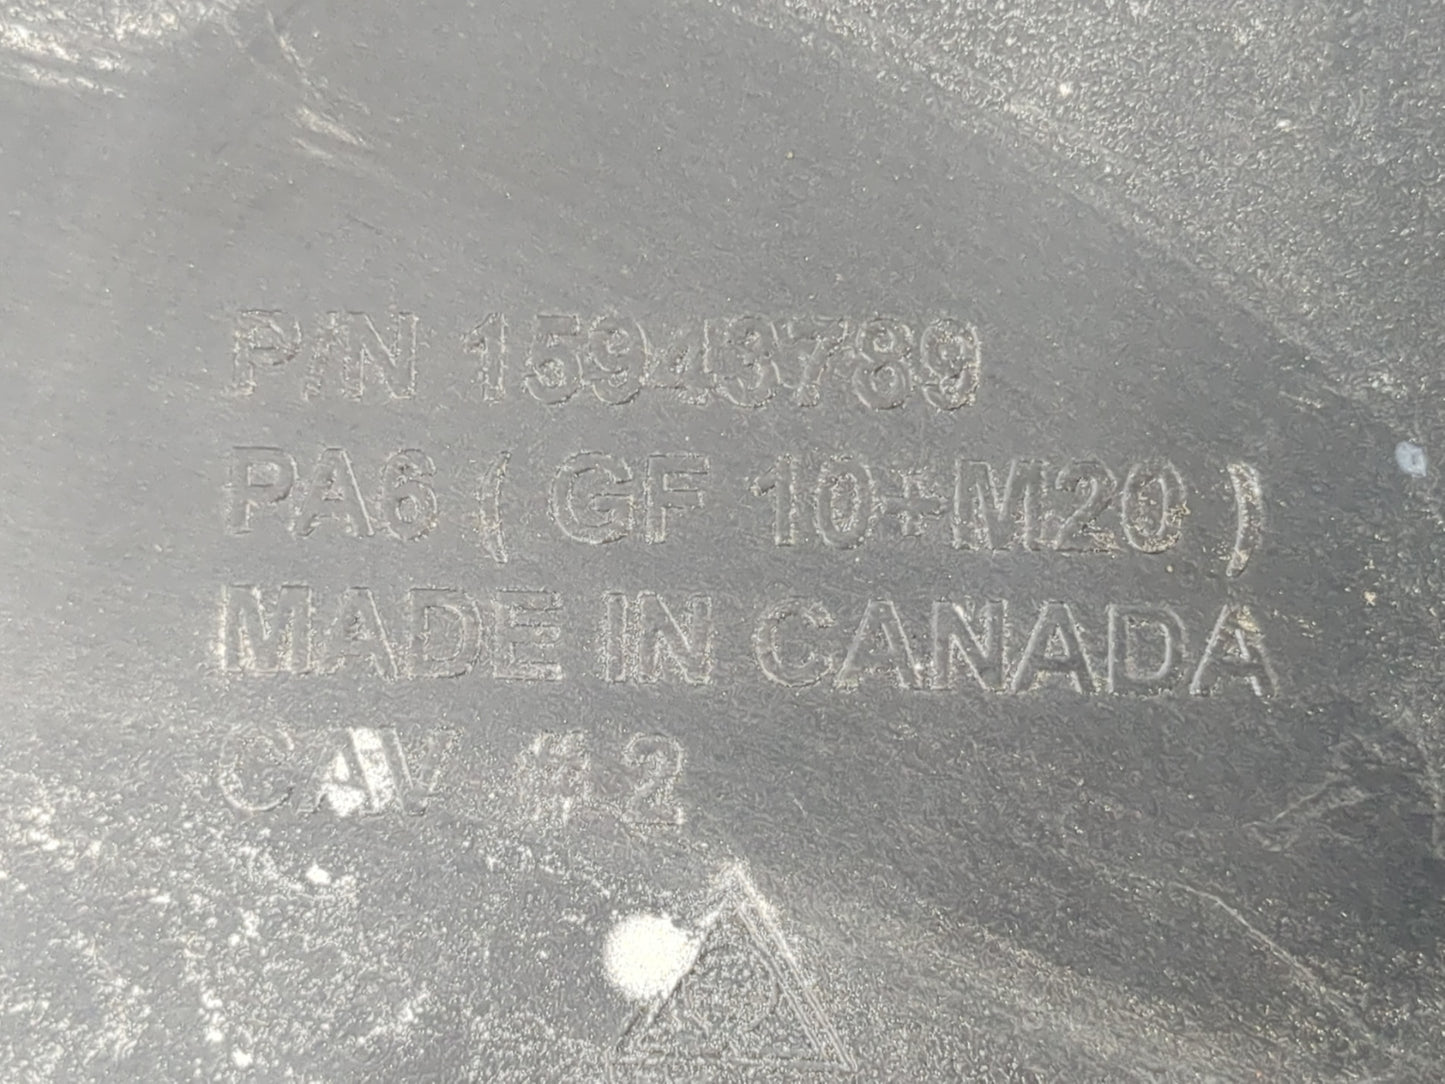 P/N 15943789
PA6 ( GF 10+M20 )
MADE IN CANADA
CAV # 2